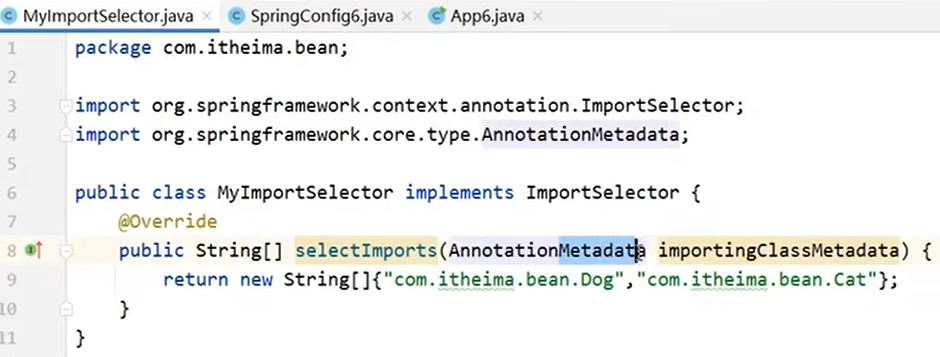 MyImportSelector.java SpringConfig6.java App6.java
1 package com.itheima.bean;
2
3 import org.springframework.context.annotation.ImportSelector;
4 import org.springframework.core.type.AnnotationMetadata;
5
6 public class MyImportSelector implements ImportSelector {
7 @Override
8 public String[] selectImports(AnnotationMetadata importingClassMetadata) {
9 return new String[]{"com.itheima.bean.Dog","com.itheima.bean.Cat"};
10 }
11 }